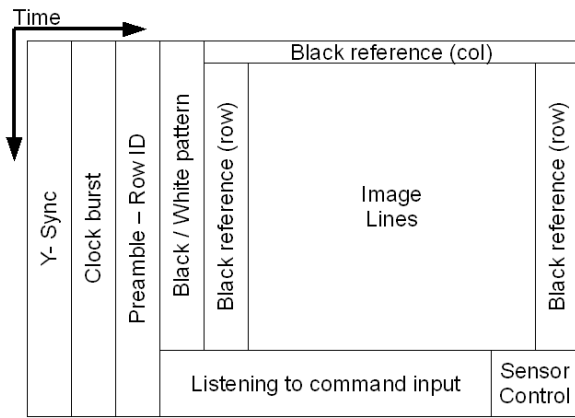 Time
Black reference (col)
Y- Sync
Clock burst
Preamble – Row ID
Black / White pattern
Black reference (row)
Image
Lines
Black reference (row)
Listening to command input
Sensor
Control